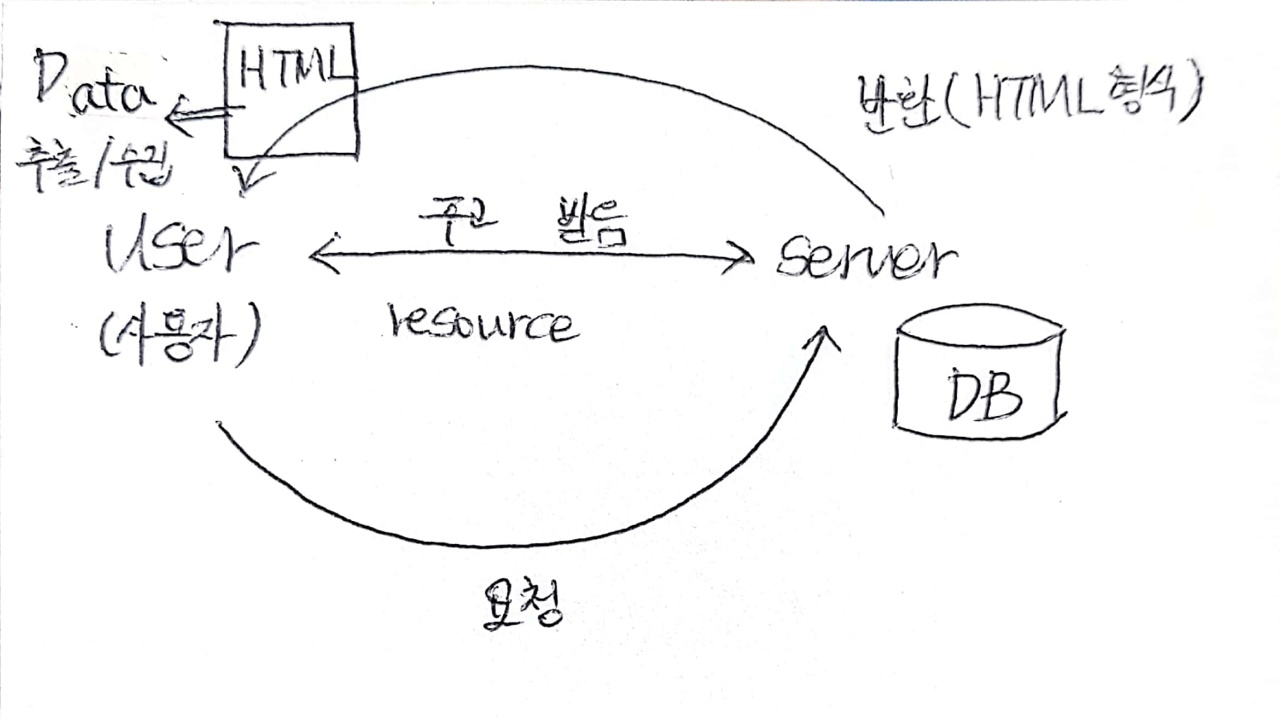 Data
HTML
추출/수집
반환(HTML형식)
User
(사용자)
주고 받음
resource
server
DB
요청